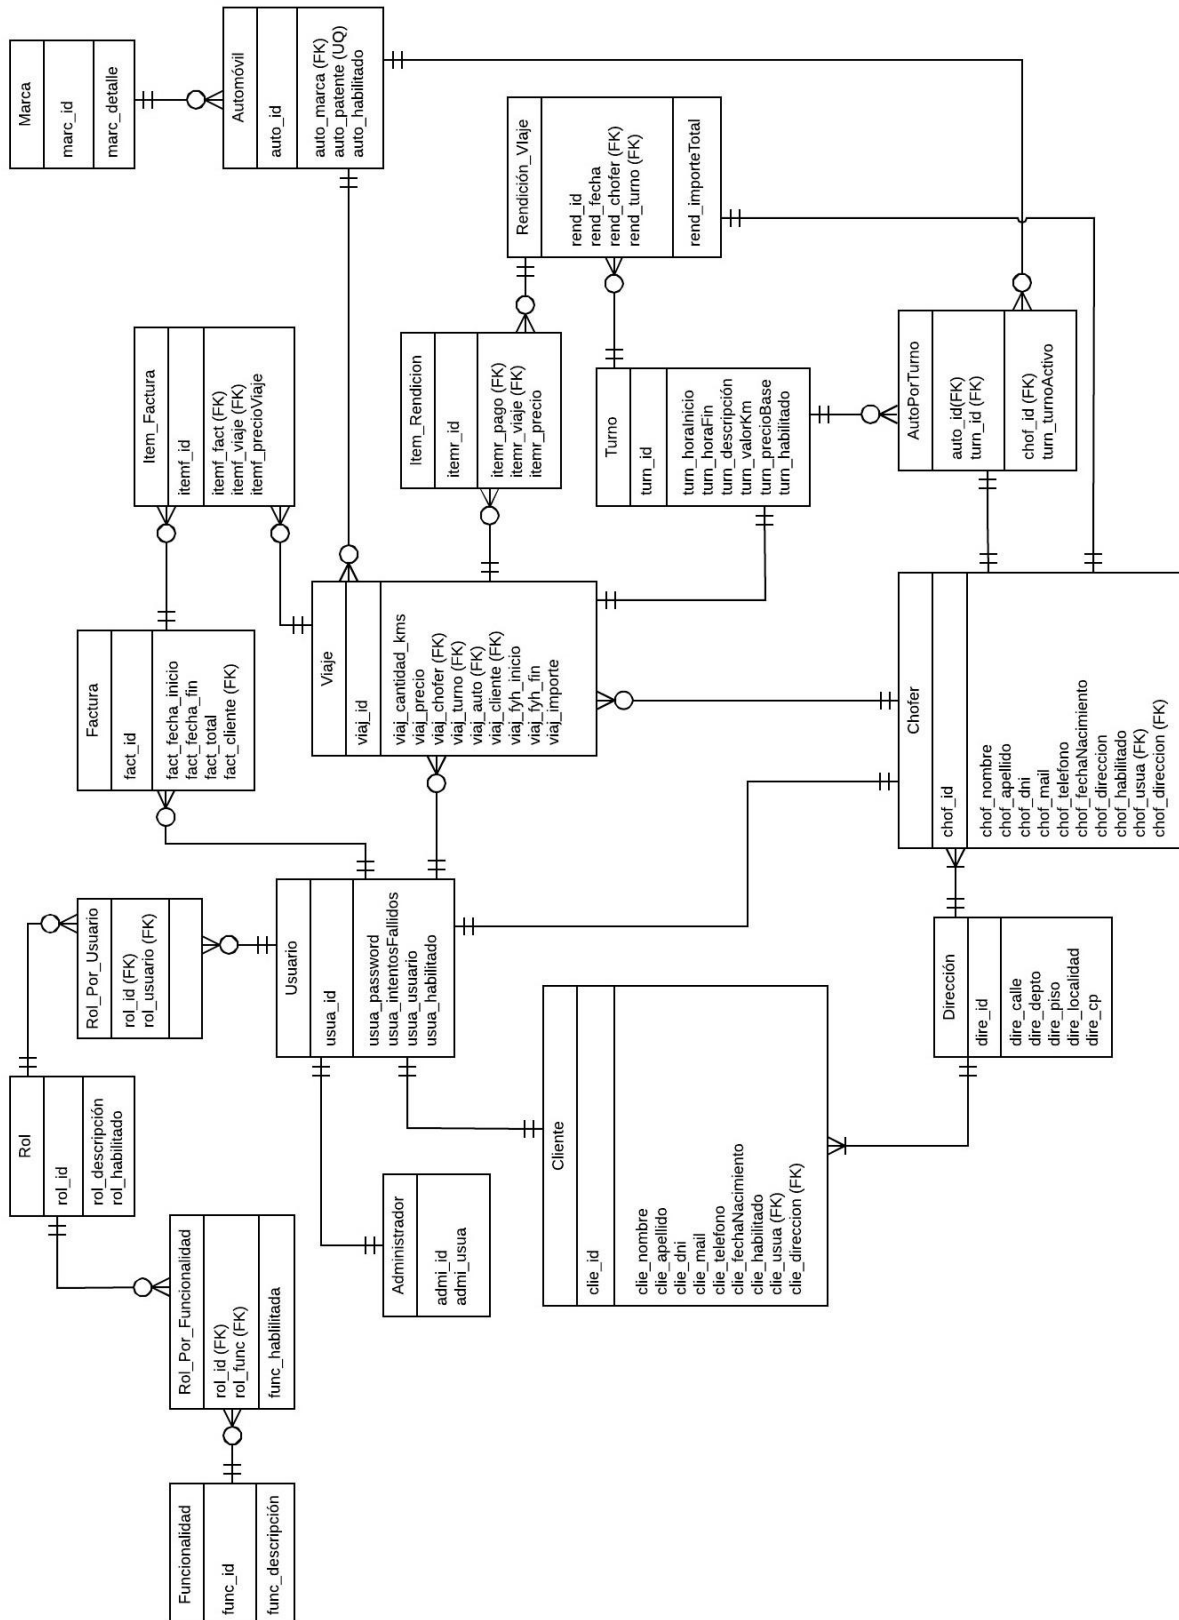 Marca
marc_id
marc_detalle
Automóvil
auto_id
auto_marca (FK)
auto_patente (UQ)
auto_habilitado
Item_Factura
itemf_id
itemf_fact (FK)
itemf_viaje (FK)
itemf_precioViaje
Rendición_VIaje
rend_id
rend_fecha
rend_chofer (FK)
rend_turno (FK)
rend_importeTotal
Item_Rendicion
itemr_id
itemr_pago (FK)
itemr_viaje (FK)
itemr_precio
Turno
turn_id
turn_horaInicio
turn_horaFin
turn_descripción
turn_valorKm
turn_precioBase
turn_habilitado
AutoPorTurno
auto_id(FK)
turn_id (FK)
chof_id (FK)
turn_turnoActivo
Factura
fact_id
fact_fecha_inicio
fact_fecha_fin
fact_total
fact_cliente (FK)
Viaje
viaj_id
viaj_cantidad_kms
viaj_precio
viaj_chofer (FK)
viaj_turno (FK)
viaj_auto (FK)
viaj_cliente (FK)
viaj_fyh_inicio
viaj_fyh_fin
viaj_importe
Chofer
chof_id
chof_nombre
chof_apellido
chof_dni
chof_mail
chof_telefono
chof_fechaNacimiento
chof_direccion
chof_habilitado
chof_usua (FK)
chof_direccion (FK)
Rol_Por_Usuario
rol_id (FK)
rol_usuario (FK)
Usuario
usua_id
usua_password
usua_intentosFallidos
usua_usuario
usua_habilitado
Dirección
dire_id
dire_calle
dire_depto
dire_piso
dire_localidad
dire_cp
Rol
rol_id
rol_descripción
rol_habilitado
Administrador
admi_id
admi_usua
Cliente
clie_id
clie_nombre
clie_apellido
clie_dni
clie_mail
clie_telefono
clie_fechaNacimiento
clie_habilitado
clie_usua (FK)
clie_direccion (FK)
Rol_Por_Funcionalidad
rol_id (FK)
rol_func (FK)
func_hablilitada
Funcionalidad
func_id
func_descripción